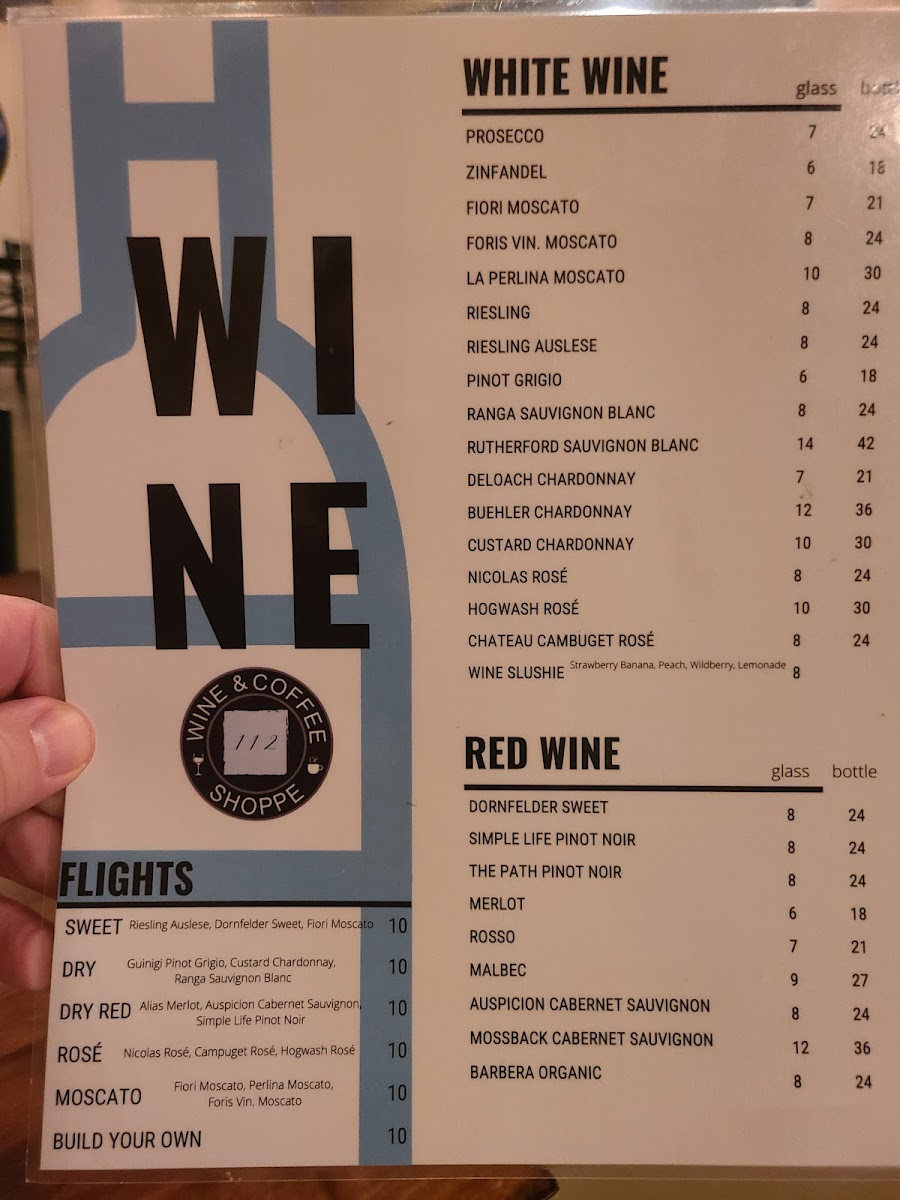 WINE
WINE & COFFEE
112
SHOPPE
FLIGHTS
SWEET Riesling Auslese, Dornfelder Sweet, Fiori Moscato 10
DRY Guinigi Pinot Grigio, Custard Chardonnay, 10
Ranga Sauvignon Blanc
DRY RED Alias Merlot, Auspicion Cabernet Sauvignon, 10
Simple Life Pinot Noir
ROSÉ Nicolas Rosé, Campuget Rosé, Hogwash Rosé 10
MOSCATO Fiori Moscato, Perlina Moscato, 10
Foris Vin. Moscato
BUILD YOUR OWN 10
WHITE WINE glass bottle
PROSECCO 7 24
ZINFANDEL 6 18
FIORI MOSCATO 7 21
FORIS VIN. MOSCATO 8 24
LA PERLINA MOSCATO 10 30
RIESLING 8 24
RIESLING AUSLESE 8 24
PINOT GRIGIO 6 18
RANGA SAUVIGNON BLANC 8 24
RUTHERFORD SAUVIGNON BLANC 14 42
DELOACH CHARDONNAY 7 21
BUEHLER CHARDONNAY 12 36
CUSTARD CHARDONNAY 10 30
NICOLAS ROSÉ 8 24
HOGWASH ROSÉ 10 30
CHATEAU CAMBUGET ROSÉ 8 24
WINE SLUSHIE Strawberry Banana, Peach, Wildberry, Lemonade 8
RED WINE glass bottle
DORNFELDER SWEET 8 24
SIMPLE LIFE PINOT NOIR 8 24
THE PATH PINOT NOIR 8 24
MERLOT 6 18
ROSSO 7 21
MALBEC 9 27
AUSPICION CABERNET SAUVIGNON 8 24
MOSSBACK CABERNET SAUVIGNON 12 36
BARBERA ORGANIC 8 24